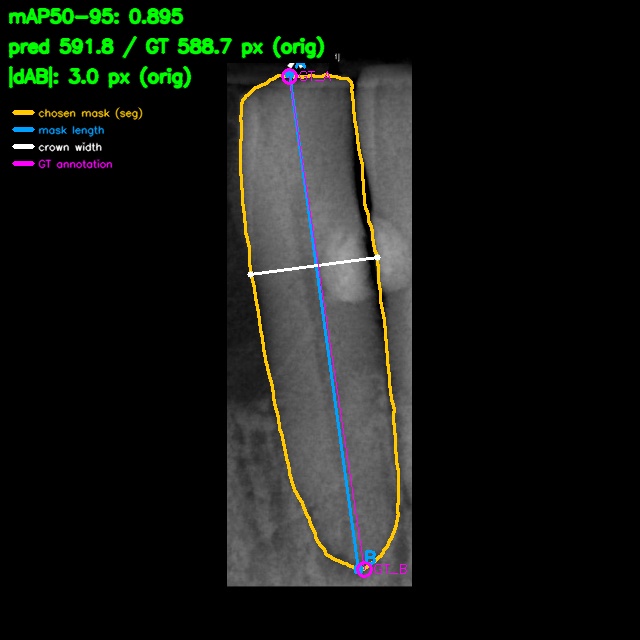 mAP50-95: 0.895
pred 591.8 / GT 588.7 px (orig)
|dAB|: 3.0 px (orig)
chosen mask (seg)
mask length
crown width
GT annotation
B
GT_B